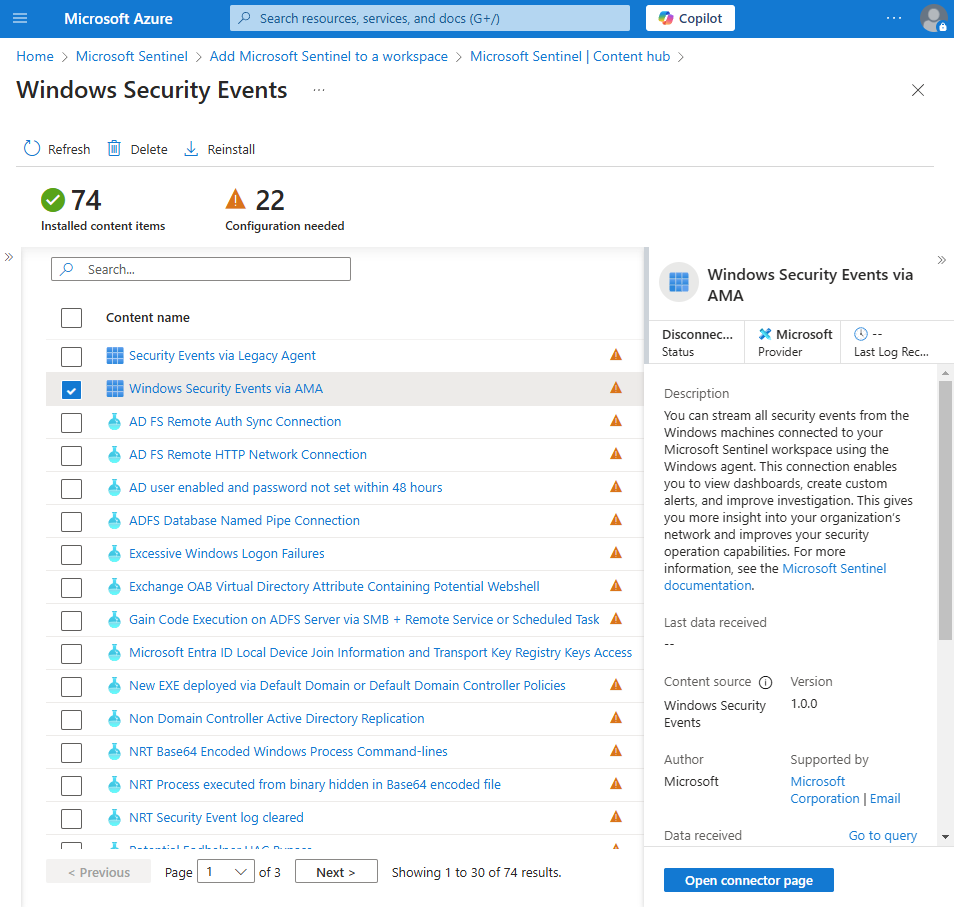 Microsoft Azure
Search resources, services, and docs (G+/)
Copilot
...
Home > Microsoft Sentinel > Add Microsoft Sentinel to a workspace > Microsoft Sentinel | Content hub >
Windows Security Events ...
Refresh Delete Reinstall
74 22
Installed content items Configuration needed
Search...
Content name
Security Events via Legacy Agent
Windows Security Events via AMA
AD FS Remote Auth Sync Connection
AD FS Remote HTTP Network Connection
AD user enabled and password not set within 48 hours
ADFS Database Named Pipe Connection
Excessive Windows Logon Failures
Exchange OAB Virtual Directory Attribute Containing Potential Webshell
Gain Code Execution on ADFS Server via SMB + Remote Service or Scheduled Task
Microsoft Entra ID Local Device Join Information and Transport Key Registry Keys Access
New EXE deployed via Default Domain or Default Domain Controller Policies
Non Domain Controller Active Directory Replication
NRT Base64 Encoded Windows Process Command-lines
NRT Process executed from binary hidden in Base64 encoded file
NRT Security Event log cleared
< Previous Page 1 of 3 Next > Showing 1 to 30 of 74 results.
Windows Security Events via
AMA
Disconnec... Microsoft --
Status Provider Last Log Rec...
Description
You can stream all security events from the
Windows machines connected to your
Microsoft Sentinel workspace using the
Windows agent. This connection enables
you to view dashboards, create custom
alerts, and improve investigation. This gives
you more insight into your organization's
network and improves your security
operation capabilities. For more
information, see the Microsoft Sentinel
documentation.
Last data received
--
Content source Version
Windows Security 1.0.0
Events
Author Supported by
Microsoft Microsoft
Corporation | Email
Data received Go to query
Open connector page